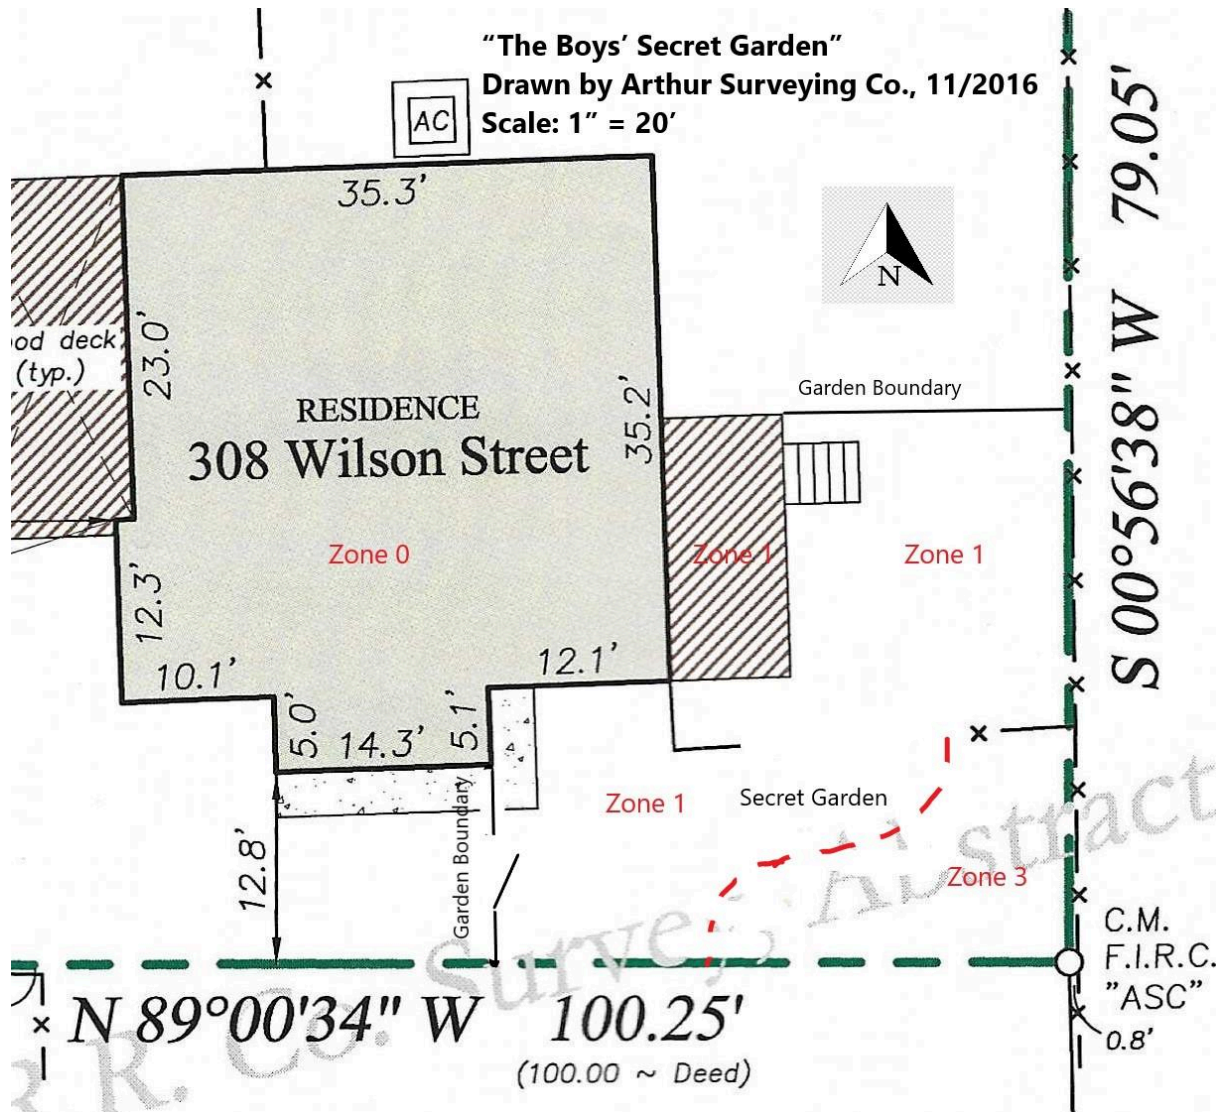 “The Boys’ Secret Garden”
Drawn by Arthur Surveying Co., 11/2016
Scale: 1” = 20’
AC
35.3'
79.05'
N
od deck
(typ.)
23.0'
Garden Boundary
RESIDENCE
35.2'
308 Wilson Street
S 00°56'38" W
Zone 0
Zone 1
Zone 1
12.3'
10.1'
12.1'
5.0'
14.3'
5.1'
Zone 1
Secret Garden
Garden Boundary
12.8'
Zone 3
C.M.
F.I.R.C.
"ASC"
0.8'
N 89°00'34" W 100.25'
(100.00 ~ Deed)
R. Co. Survey, Abstract